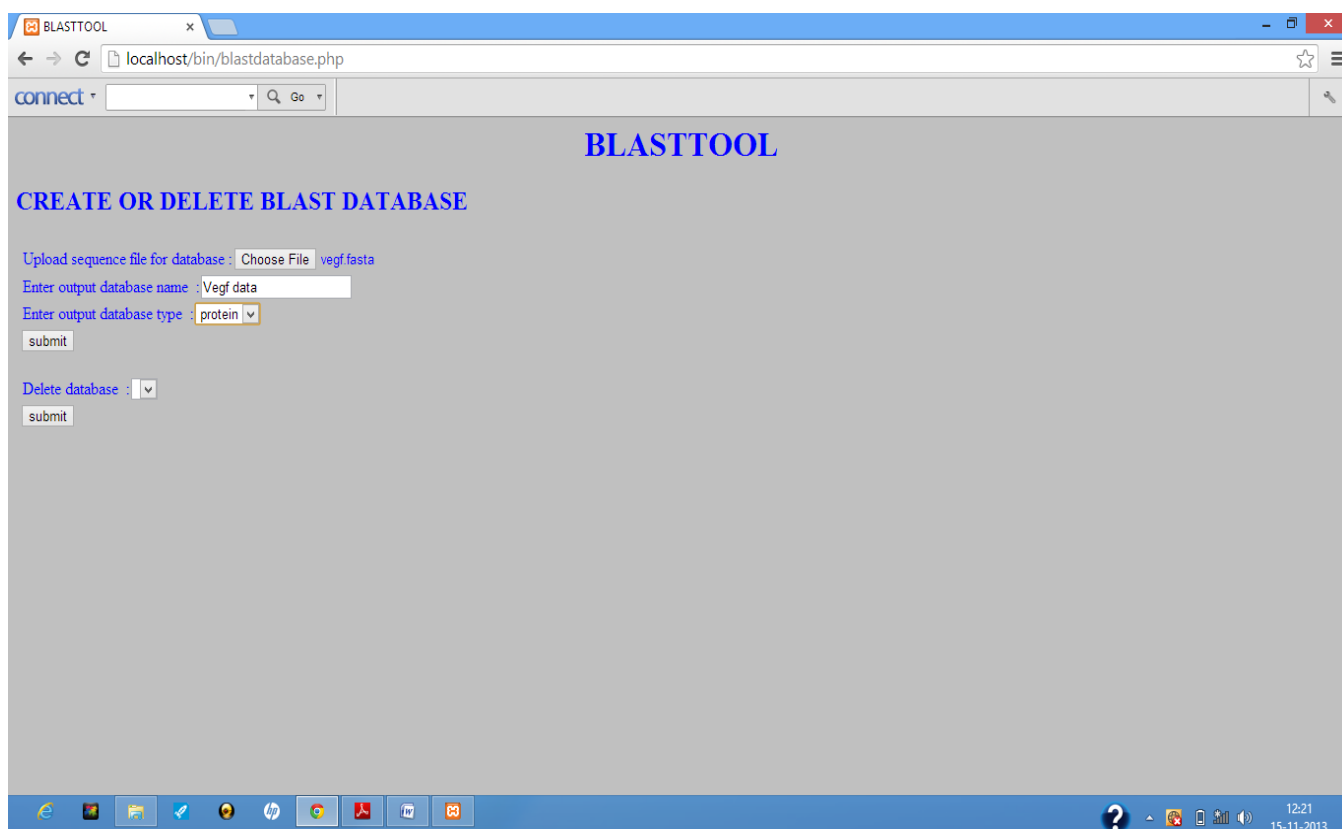 BLASTTOOL
localhost/bin/blastdatabase.php
connect Go
BLASTTOOL
CREATE OR DELETE BLAST DATABASE
Upload sequence file for database : Choose File vegf.fasta
Enter output database name : Vegf data
Enter output database type : protein
submit
Delete database :
submit
12:21
15-11-2013